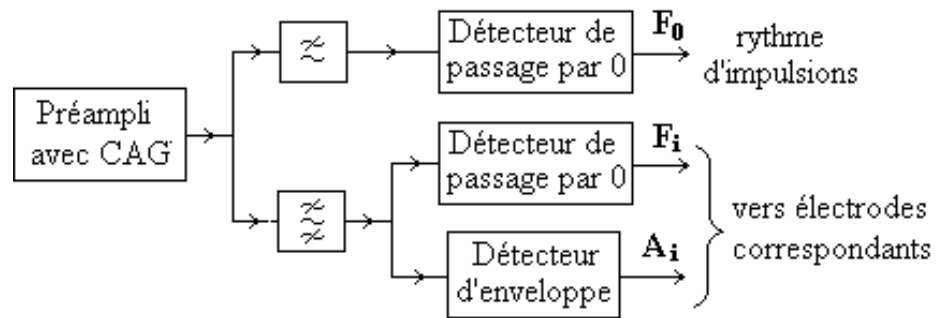 Préampli
avec CAG
Détecteur de
passage par 0
F₀
rythme
d'impulsions
Détecteur de
passage par 0
Fᵢ
Détecteur
d'enveloppe
Aᵢ
vers électrodes
correspondants